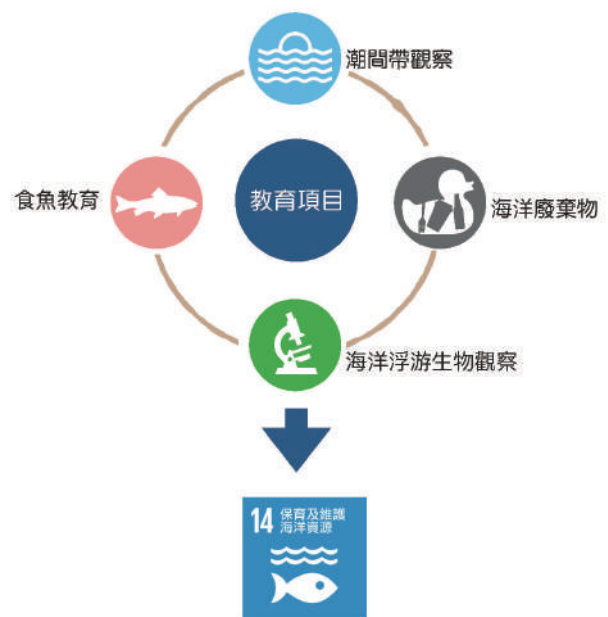 潮間帶觀察
食魚教育
教育項目
海洋廢棄物
海洋浮游生物觀察
14 保育及維護
海洋資源